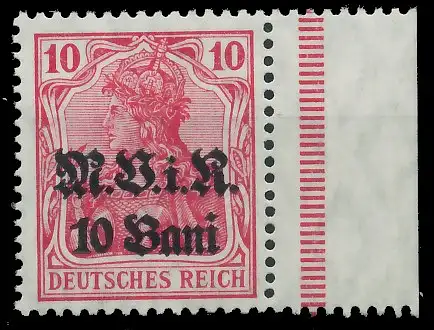 10 10
M.V.i.R.
10 Bani
DEUTSCHES REICH